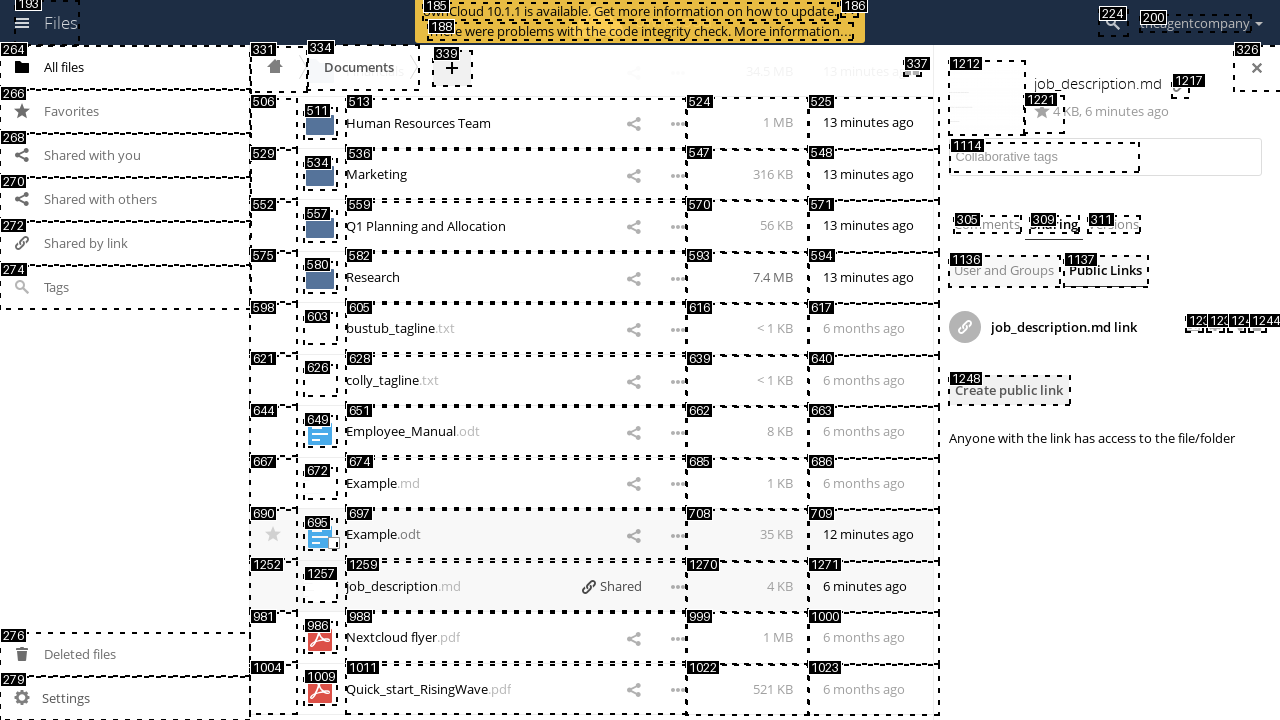 193
185
186
188
224
200
Files
Cloud 10.1.1 is available. Get more information on how to update.
e were problems with the code integrity check. More information...
agentcompany
264
All files
266
Favorites
268
Shared with you
270
Shared with others
272
Shared by link
274
Tags
276
Deleted files
279
Settings
331
334
Documents
339
+
34.5 MB
13 minutes ago
337
506
511
513
Human Resources Team
524
1 MB
525
13 minutes ago
529
534
536
Marketing
547
316 KB
548
13 minutes ago
552
557
559
Q1 Planning and Allocation
570
56 KB
571
13 minutes ago
575
580
582
Research
593
7.4 MB
594
13 minutes ago
598
603
605
bustub_tagline.txt
616
< 1 KB
617
6 months ago
621
626
628
colly_tagline.txt
639
< 1 KB
640
6 months ago
644
649
651
Employee_Manual.odt
662
8 KB
663
6 months ago
667
672
674
Example.md
685
1 KB
686
6 months ago
690
695
697
Example.odt
708
35 KB
709
12 minutes ago
1252
1257
1259
job_description.md
Shared
1270
4 KB
1271
6 minutes ago
981
986
988
Nextcloud flyer.pdf
999
1 MB
1000
6 months ago
1004
1009
1011
Quick_start_RisingWave.pdf
1022
521 KB
1023
6 months ago
326
×
1212
job_description.md
1217
1221
4 KB, 6 minutes ago
1114
Collaborative tags
305
309
311
Comments
Sharing
Versions
1136
User and Groups
1137
Public Links
job_description.md link
1244
1248
Create public link
Anyone with the link has access to the file/folder